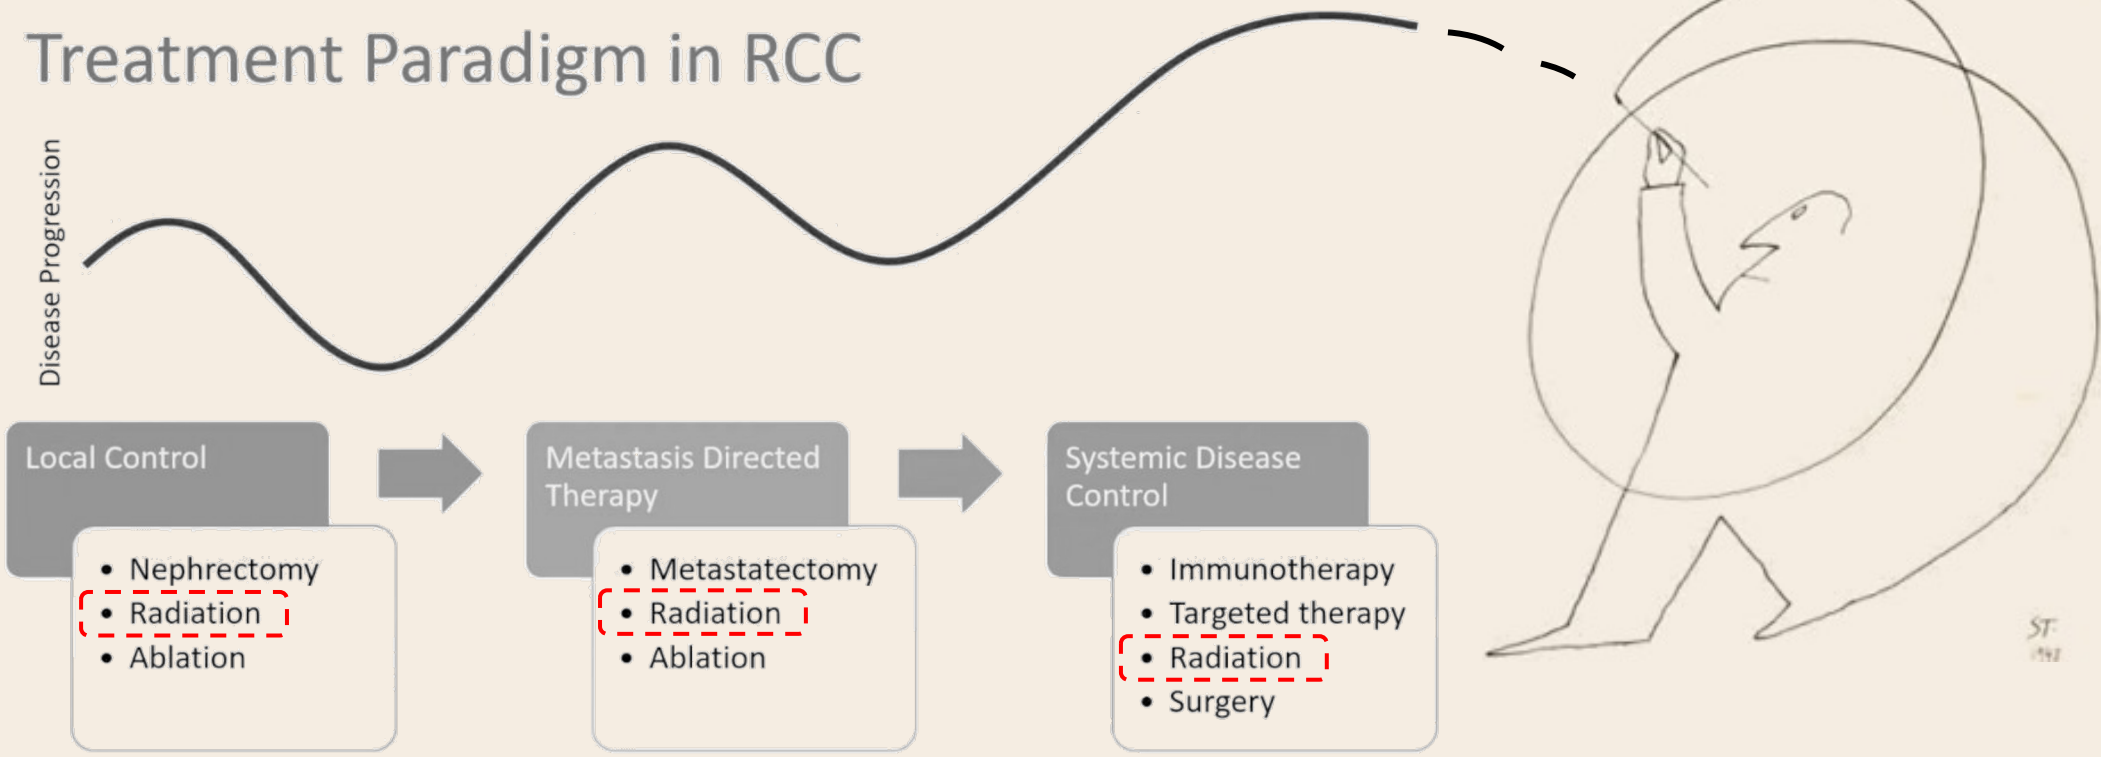 Treatment Paradigm in RCC
Disease Progression
Local Control
• Nephrectomy
• Radiation
• Ablation
Metastasis Directed
Therapy
• Metastatectomy
• Radiation
• Ablation
Systemic Disease
Control
• Immunotherapy
• Targeted therapy
• Radiation
• Surgery
ST.